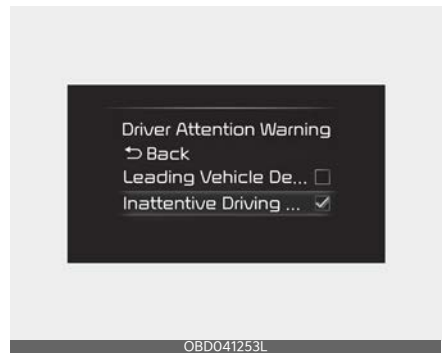 Driver Attention Warning
⮌ Back
Leading Vehicle De... ☐
Inattentive Driving ... ☑
OBD041253L